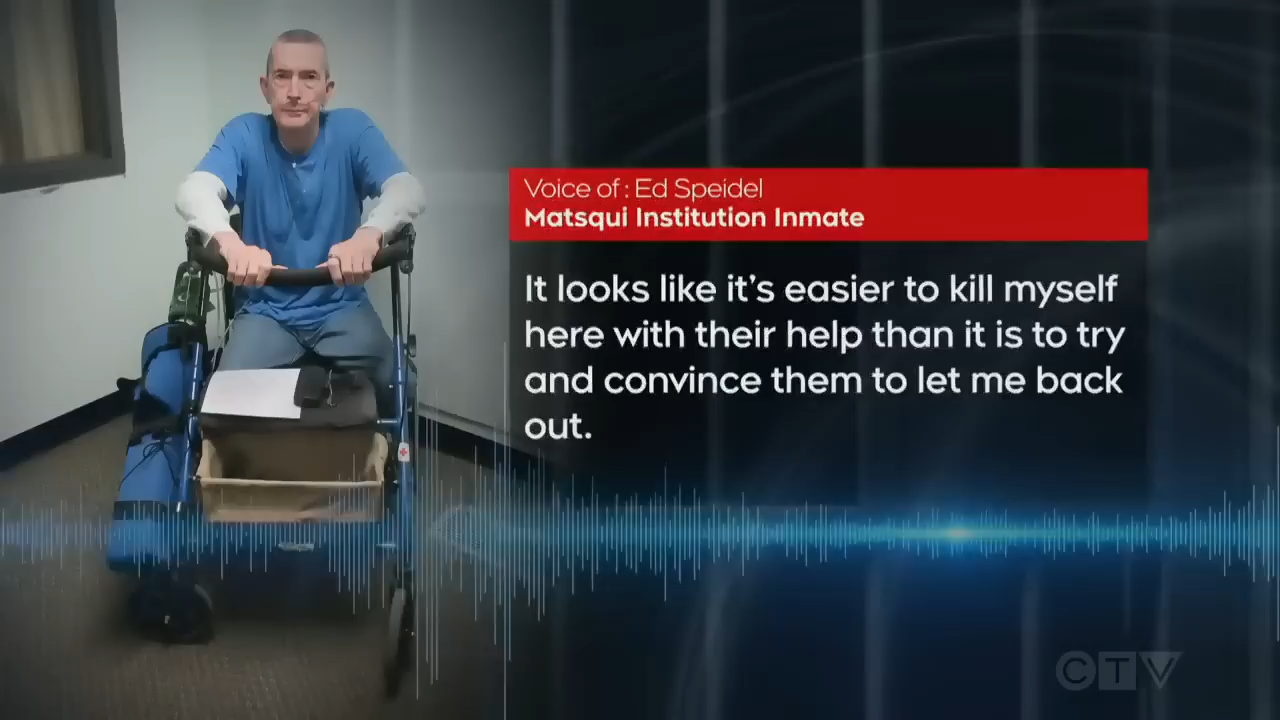 Voice of: Ed Speidel
Matsqui Institution Inmate
It looks like it's easier to kill myself
here with their help than it is to try
and convince them to let me back
out.
CTV